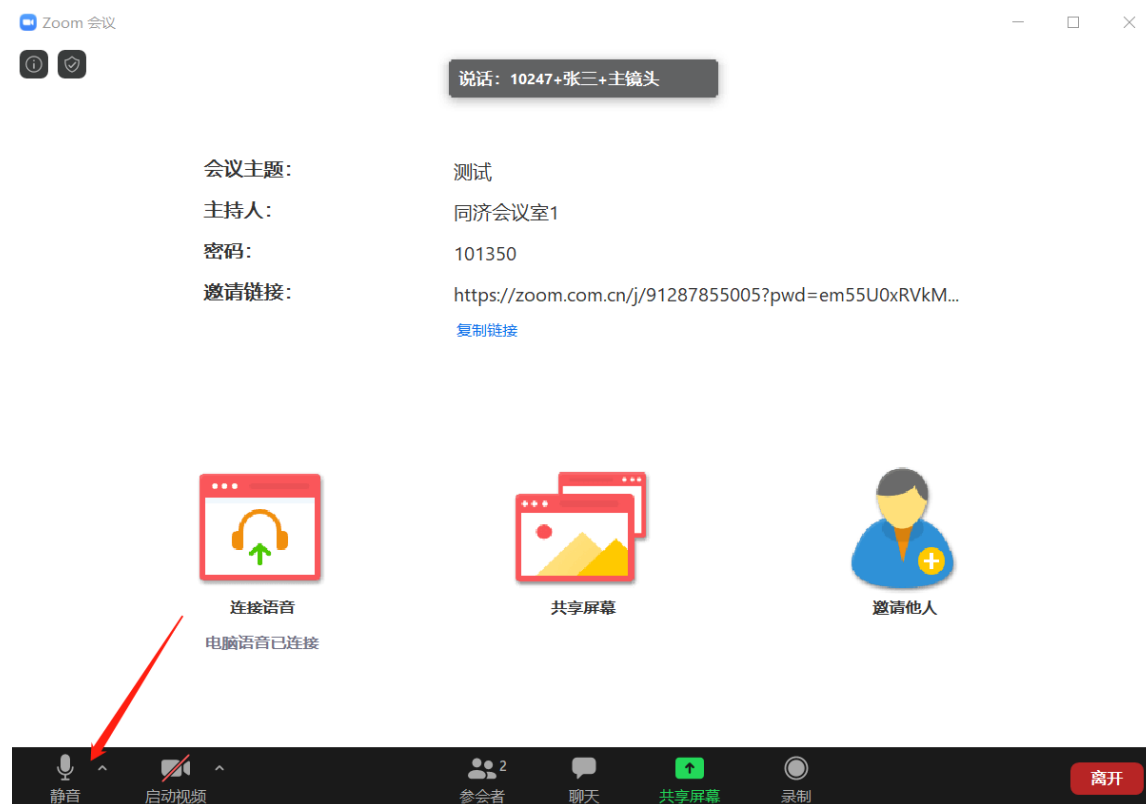 Zoom 会议
说话：10247+张三+主镜头
会议主题：
测试
主持人：
同济会议室1
密码：
101350
邀请链接：
https://zoom.com.cn/j/91287855005?pwd=em55U0xRVkM...
复制链接
连接语音
共享屏幕
邀请他人
电脑语音已连接
静音
启动视频
参会者
2
聊天
共享屏幕
录制
离开